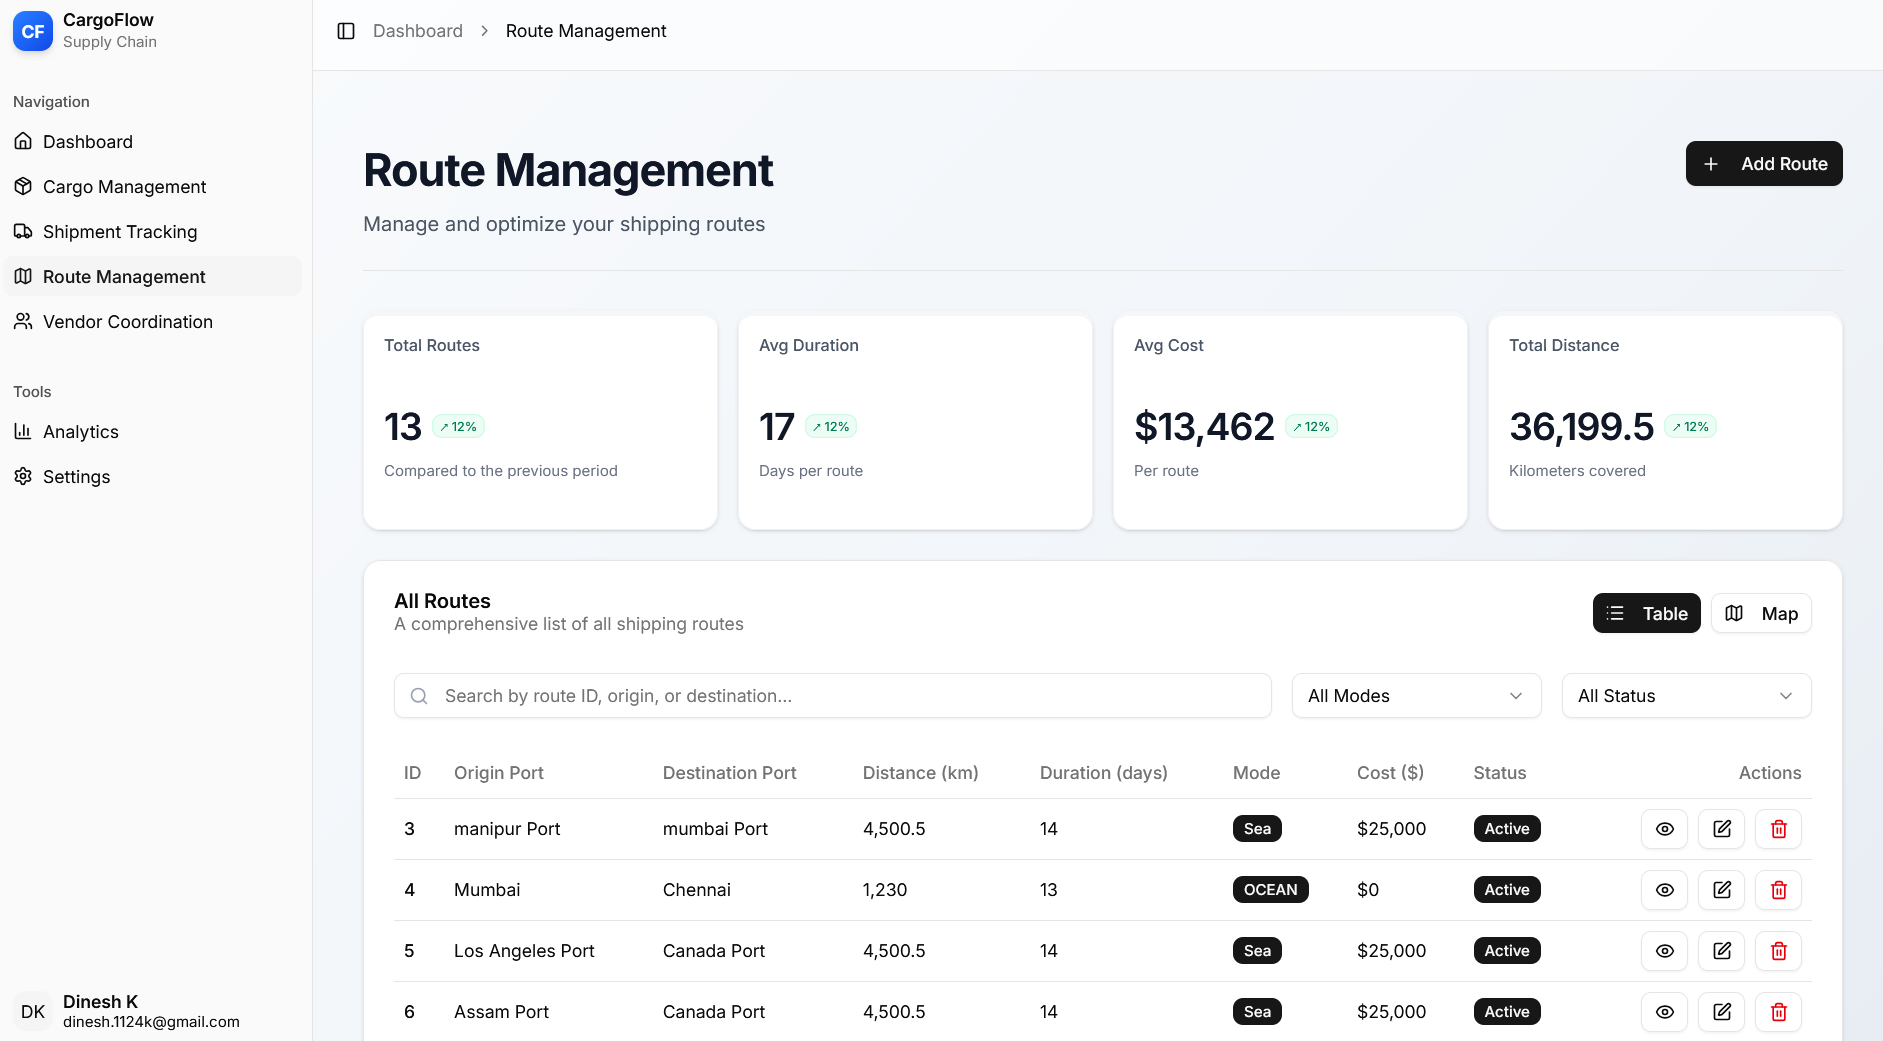 CF
CargoFlow
Supply Chain
Navigation
Dashboard
Cargo Management
Shipment Tracking
Route Management
Vendor Coordination
Tools
Analytics
Settings
DK
Dinesh K
dinesh.1124k@gmail.com
Dashboard > Route Management
Route Management
Manage and optimize your shipping routes
+ Add Route
Total Routes
13 ↗ 12%
Compared to the previous period
Avg Duration
17 ↗ 12%
Days per route
Avg Cost
$13,462 ↗ 12%
Per route
Total Distance
36,199.5 ↗ 12%
Kilometers covered
All Routes
A comprehensive list of all shipping routes
Table
Map
Search by route ID, origin, or destination...
All Modes
All Status
ID Origin Port Destination Port Distance (km) Duration (days) Mode Cost ($) Status Actions
3 manipur Port mumbai Port 4,500.5 14 Sea $25,000 Active
4 Mumbai Chennai 1,230 13 OCEAN $0 Active
5 Los Angeles Port Canada Port 4,500.5 14 Sea $25,000 Active
6 Assam Port Canada Port 4,500.5 14 Sea $25,000 Active